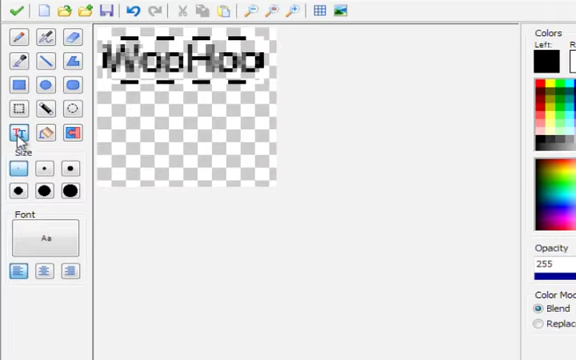 Colors
Left:
WooHoo
Size
Font
Aa
Opacity
255
Color Mo
Blend
Replac